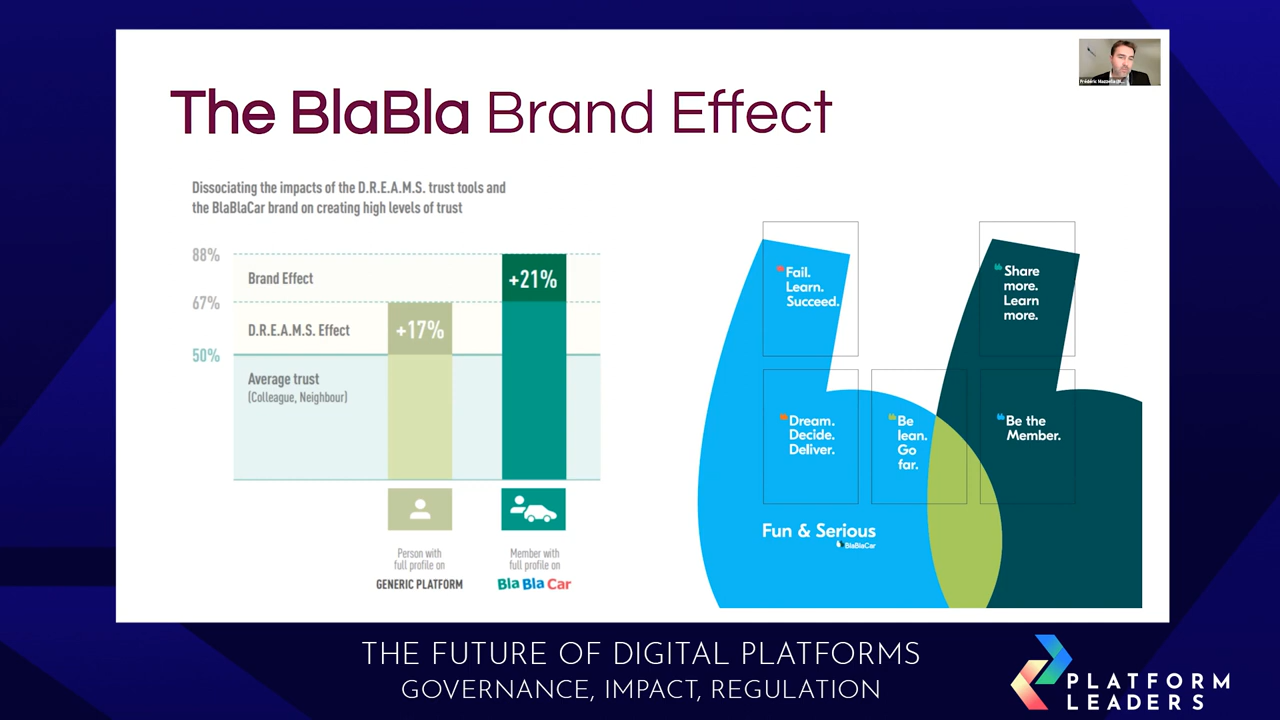 Frédéric Mazzella
The BlaBla Brand Effect
Dissociating the impacts of the D.R.E.A.M.S. trust tools and
the BlaBlaCar brand on creating high levels of trust
88%
Brand Effect
+21%
67%
D.R.E.A.M.S. Effect
+17%
50%
Average trust
(Colleague, Neighbour)
Person with
full profile on
GENERIC PLATFORM
Member with
full profile on
BlaBlaCar
Fail.
Learn.
Succeed.
Share
more.
Learn
more.
Dream.
Decide.
Deliver.
Be
lean.
Go
far.
Be the
Member.
Fun & Serious
BlaBlaCar
THE FUTURE OF DIGITAL PLATFORMS
GOVERNANCE, IMPACT, REGULATION
PLATFORM
LEADERS